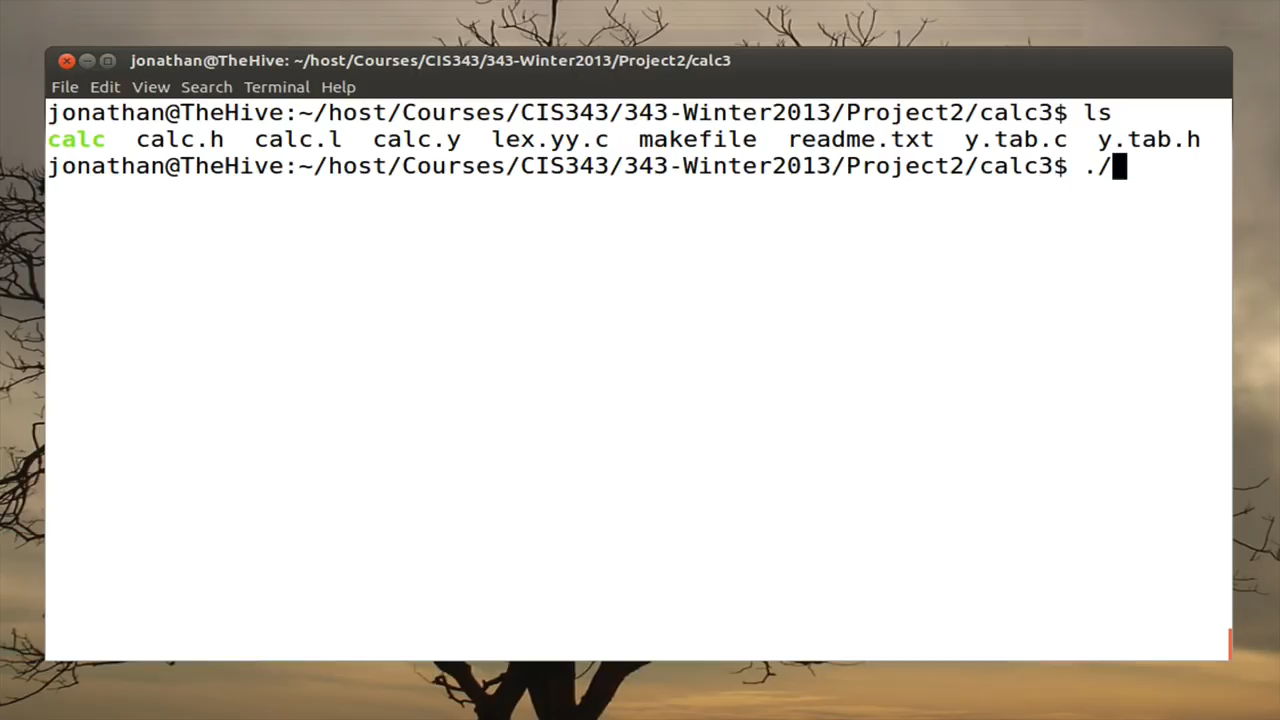 jonathan@TheHive: ~/host/Courses/CIS343/343-Winter2013/Project2/calc3
File Edit View Search Terminal Help
jonathan@TheHive:~/host/Courses/CIS343/343-Winter2013/Project2/calc3$ ls
calc calc.h calc.l calc.y lex.yy.c makefile readme.txt y.tab.c y.tab.h
jonathan@TheHive:~/host/Courses/CIS343/343-Winter2013/Project2/calc3$ ./